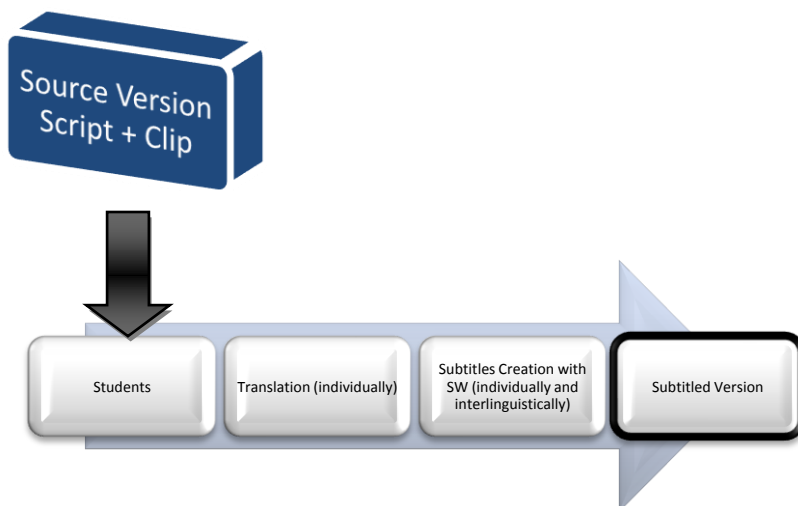 Source Version
Script + Clip
Students
Translation (individually)
Subtitles Creation with
SW (individually and
interlinguistically)
Subtitled Version